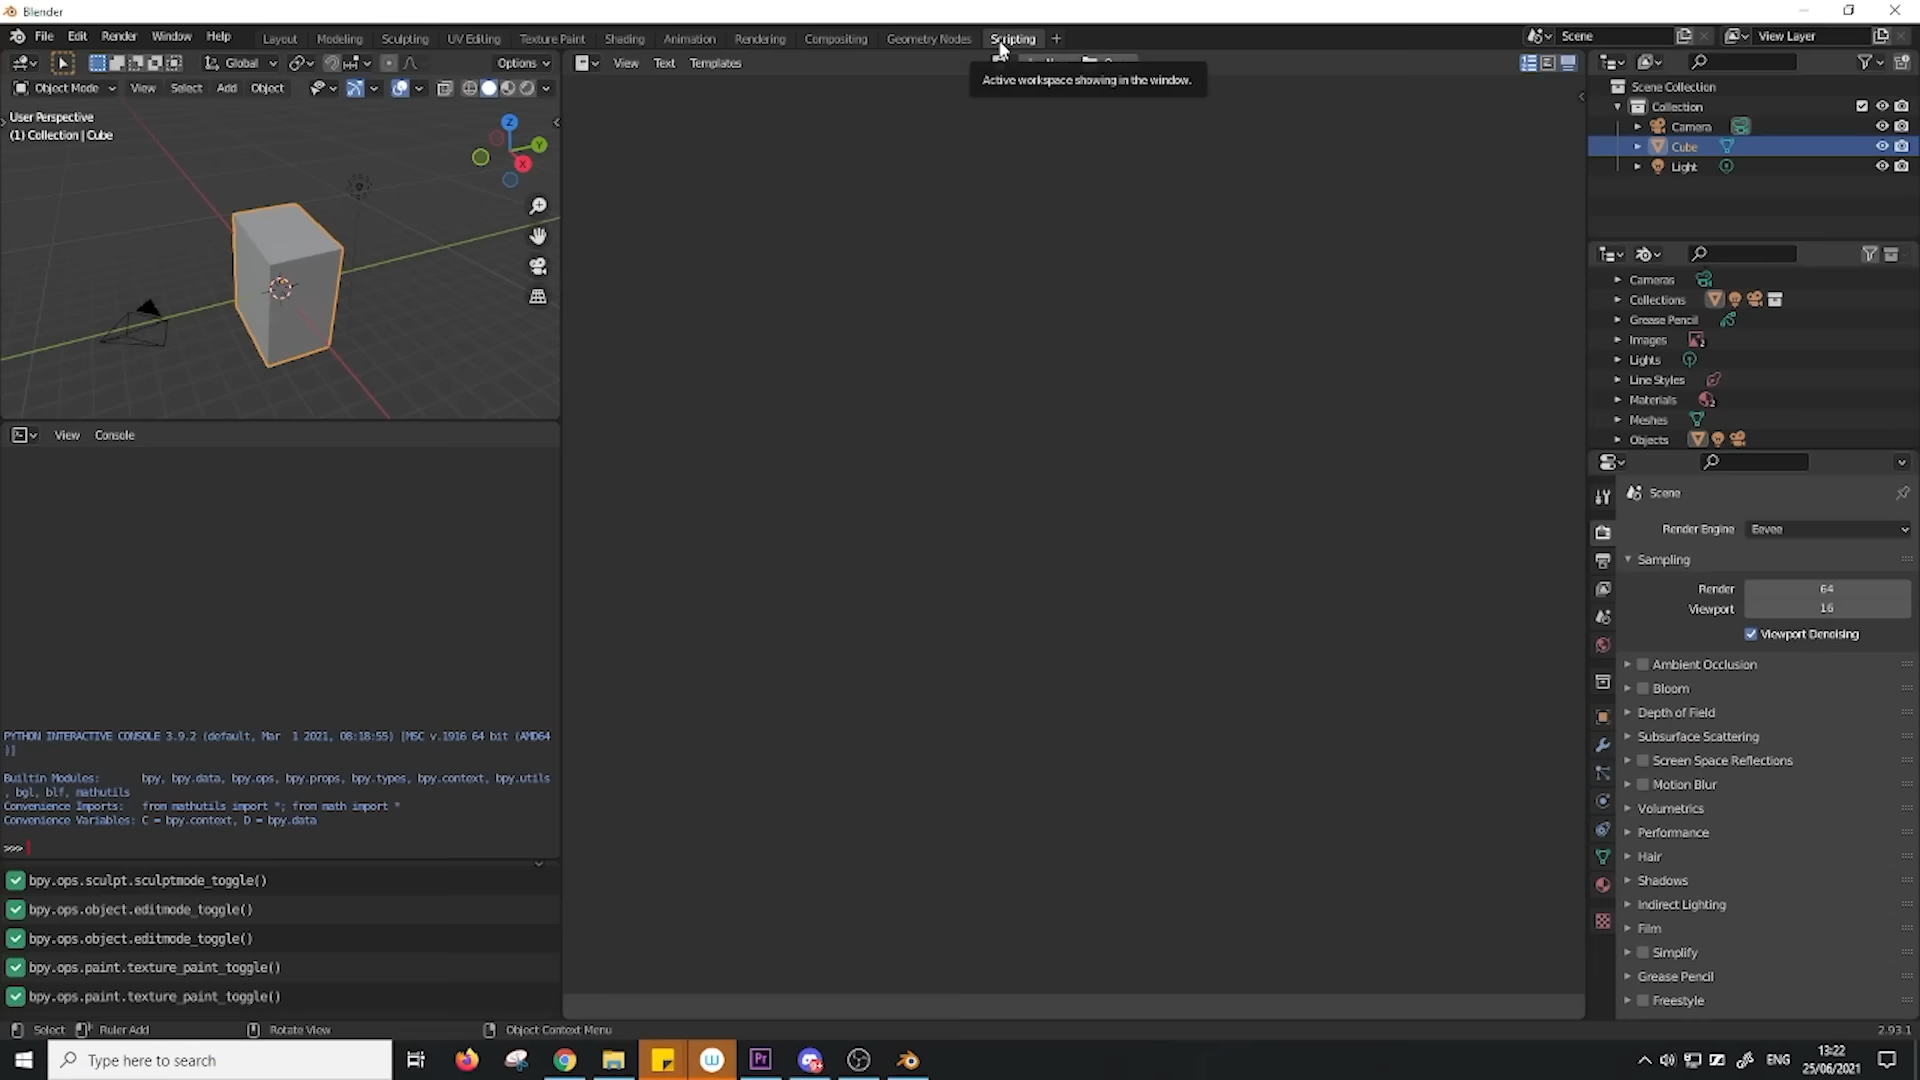 Blender
File Edit Render Window Help
Layout Modeling Sculpting UV Editing Texture Paint Shading Animation Rendering Compositing Geometry Nodes Scripting
Scene
View Layer
Global
Options
View Text Templates
Active workspace showing in the window.
Object Mode View Select Add Object
User Perspective
(1) Collection | Cube
Z
Y
X
Scene Collection
Collection
Camera
Cube
Light
Cameras
Collections
Grease Pencil
Images 2
Lights
Line Styles
Materials 2
Meshes
Objects
View Console
PYTHON INTERACTIVE CONSOLE 3.9.2 (default, Mar  1 2021, 08:18:55) [MSC v.1916 64 bit (AMD64
)]
Builtin Modules: bpy, bpy.data, bpy.ops, bpy.props, bpy.types, bpy.context, bpy.utils
, bgl, blf, mathutils
Convenience Imports: from mathutils import *; from math import *
Convenience Variables: C = bpy.context, D = bpy.data
>>>
bpy.ops.sculpt.sculptmode_toggle()
bpy.ops.object.editmode_toggle()
bpy.ops.object.editmode_toggle()
bpy.ops.paint.texture_paint_toggle()
bpy.ops.paint.texture_paint_toggle()
Scene
Render Engine Eevee
Sampling
Render 64
Viewport 16
Viewport Denoising
Ambient Occlusion
Bloom
Depth of Field
Subsurface Scattering
Screen Space Reflections
Motion Blur
Volumetrics
Performance
Hair
Shadows
Indirect Lighting
Film
Simplify
Grease Pencil
Freestyle
Select Ruler Add Rotate View Object Context Menu
2.93.1
Type here to search
Pr
ENG
13:22
25/06/2021